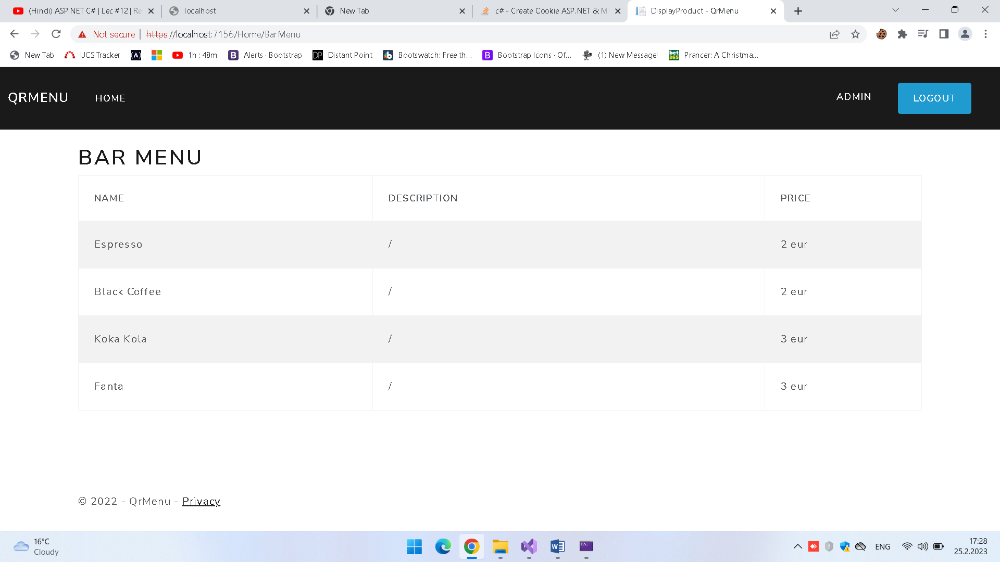 (Hindi) ASP.NET C# | Lec #12 | Re
localhost
New Tab
c# - Create Cookie ASP.NET & M
DisplayProduct - QrMenu
Not secure | https://localhost:7156/Home/BarMenu
New Tab
UCS Tracker
(A)
1h : 48m
B Alerts · Bootstrap
DP Distant Point
b Bootswatch: Free th...
B Bootstrap Icons · Of...
(1) New Message!
bet365 Prancer: A Christma...
QRMENU HOME ADMIN LOGOUT
BAR MENU
NAME DESCRIPTION PRICE
Espresso / 2 eur
Black Coffee / 2 eur
Koka Kola / 3 eur
Fanta / 3 eur
© 2022 - QrMenu - Privacy
16°C
Cloudy
ENG
17:28
25.2.2023